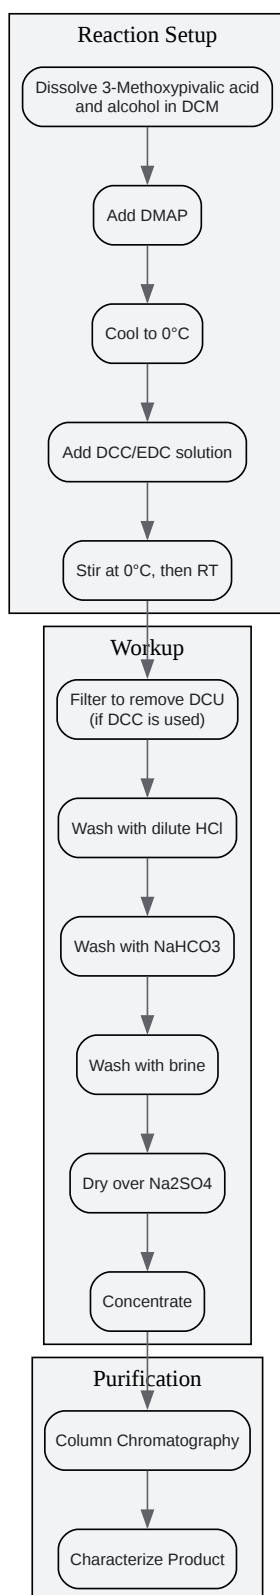 Reaction Setup
Dissolve 3-Methoxypivalic acid
and alcohol in DCM
Add DMAP
Cool to 0°C
Add DCC/EDC solution
Stir at 0°C, then RT
Workup
Filter to remove DCU
(if DCC is used)
Wash with dilute HCl
Wash with NaHCO3
Wash with brine
Dry over Na2SO4
Concentrate
Purification
Column Chromatography
Characterize Product